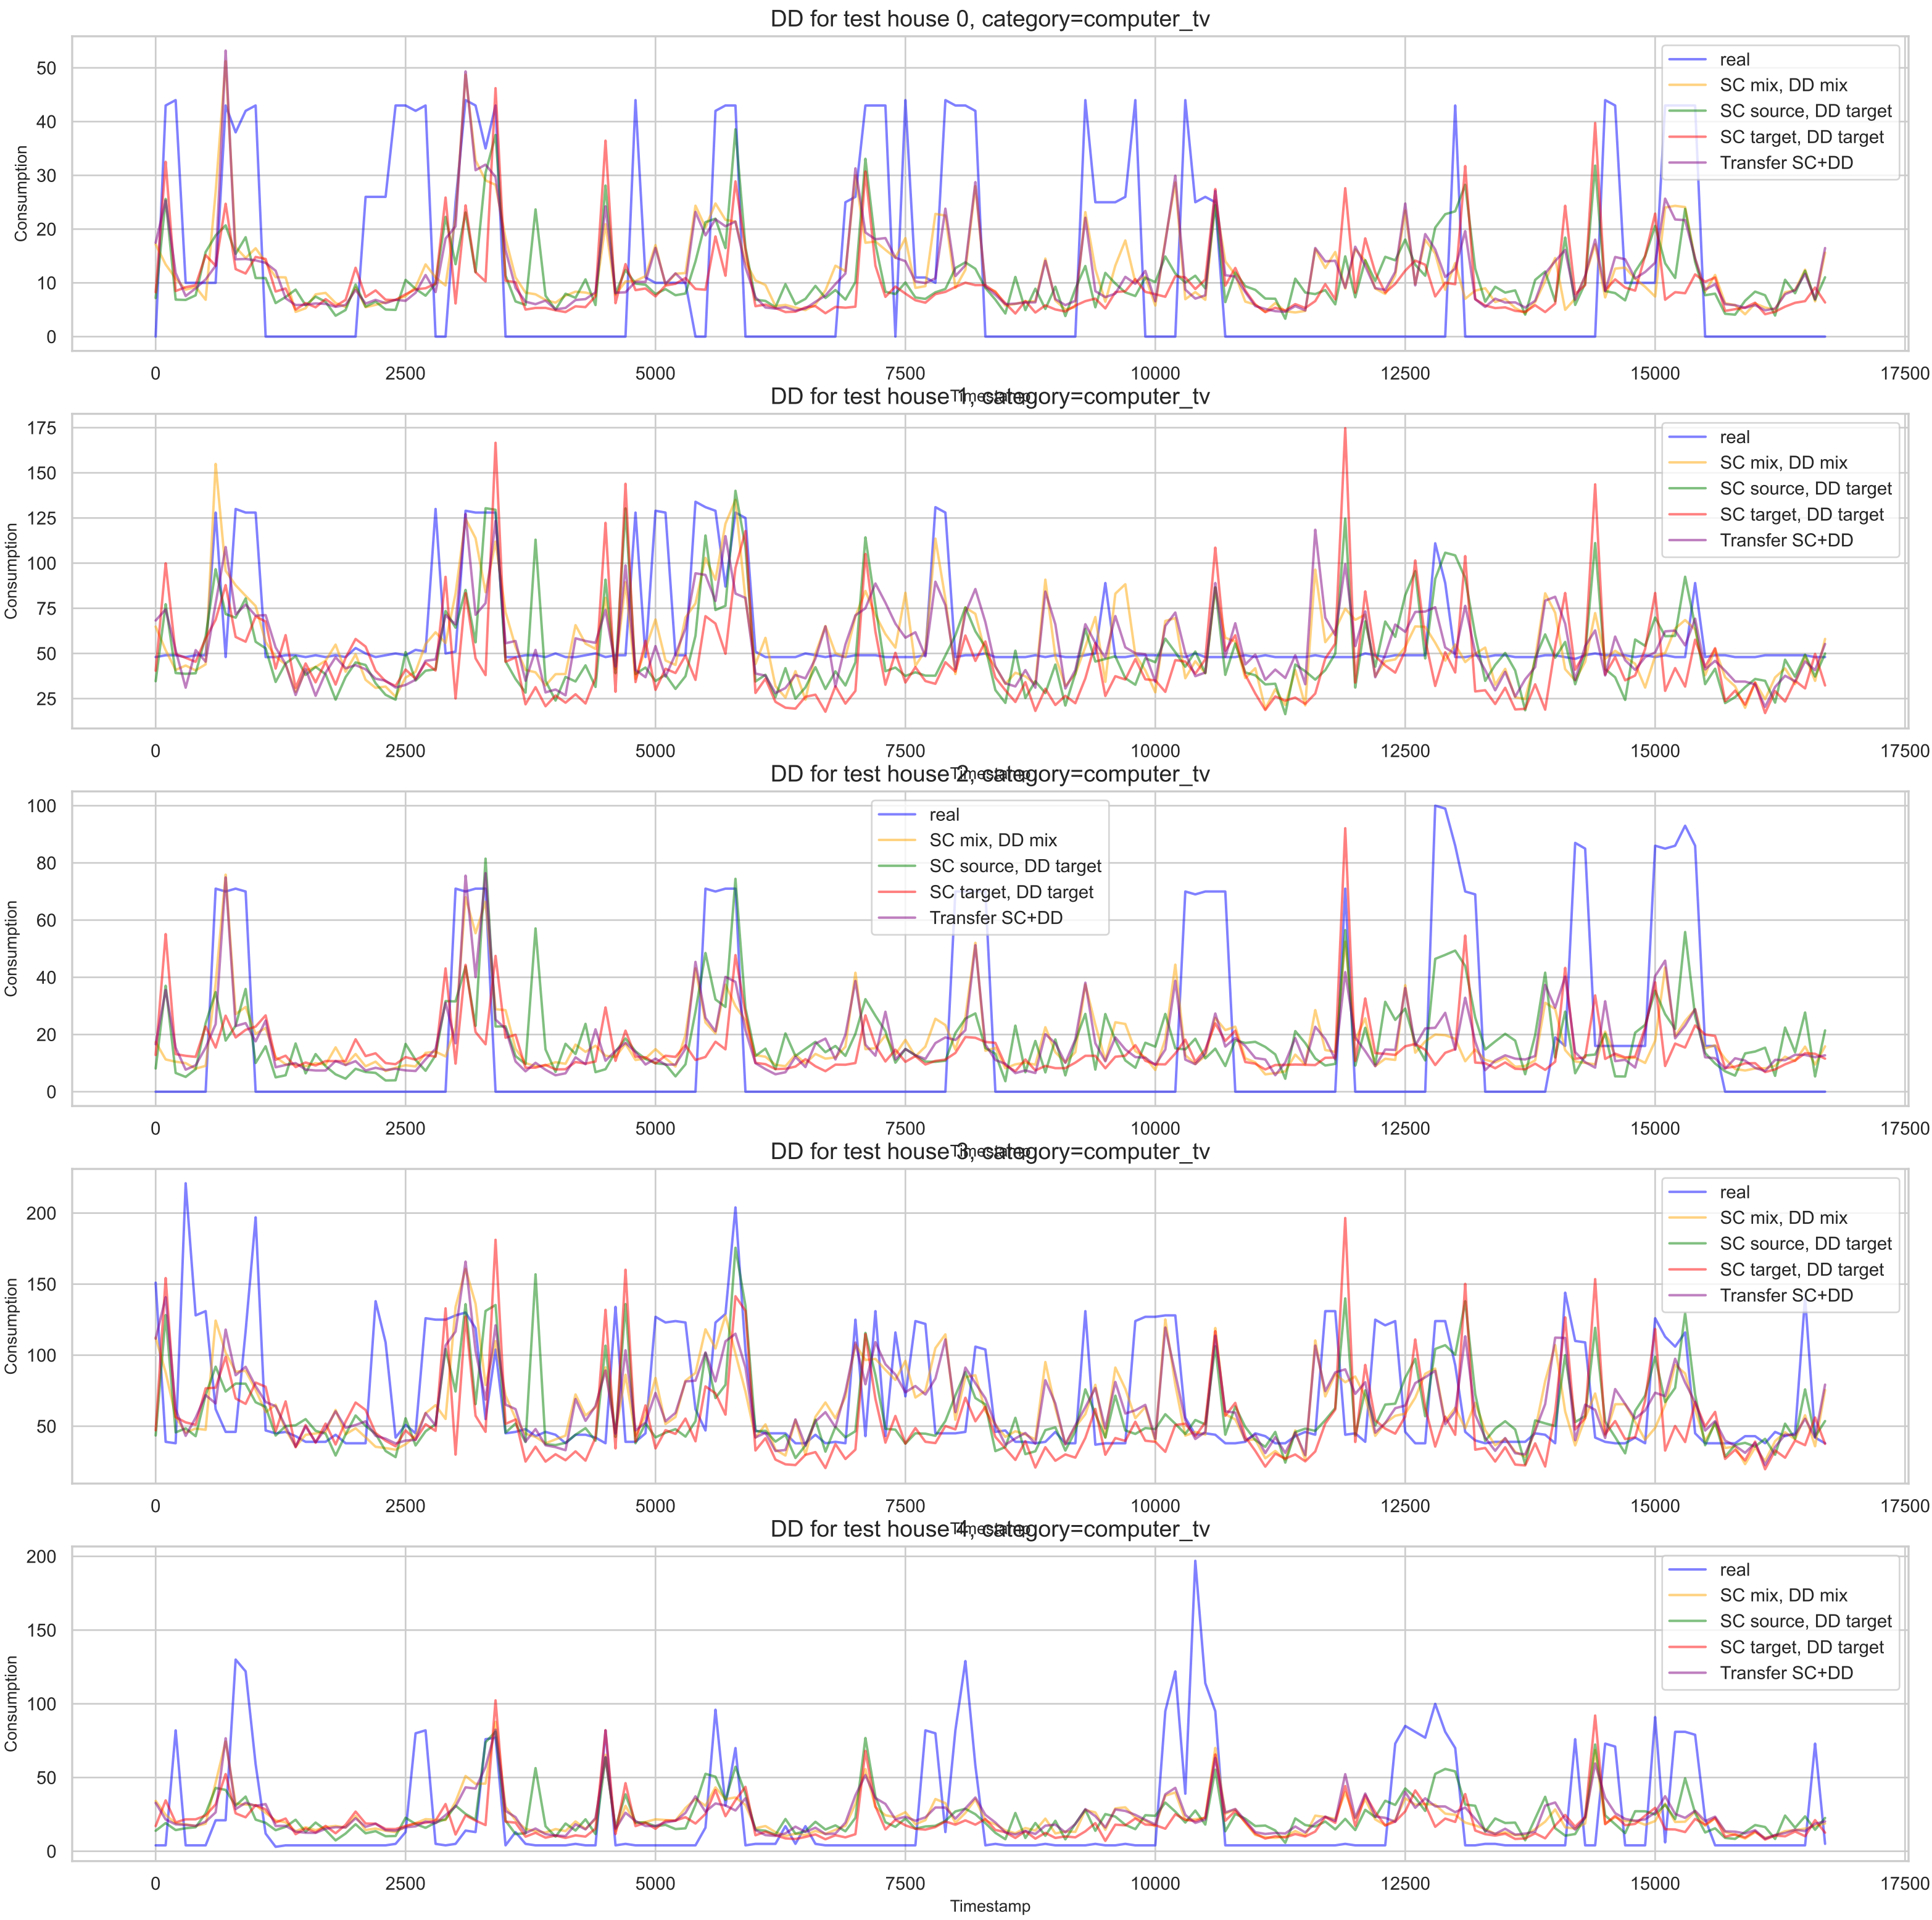 DD for test house 0, category=computer_tv
50
40
30
20
10
0
Consumption
real
SC mix, DD mix
SC source, DD target
SC target, DD target
Transfer SC+DD
0 2500 5000 7500 10000 12500 15000 17500
Timestamp
DD for test house 1, category=computer_tv
175
150
125
100
75
50
25
Consumption
real
SC mix, DD mix
SC source, DD target
SC target, DD target
Transfer SC+DD
0 2500 5000 7500 10000 12500 15000 17500
Timestamp
DD for test house 2, category=computer_tv
100
80
60
40
20
0
Consumption
real
SC mix, DD mix
SC source, DD target
SC target, DD target
Transfer SC+DD
0 2500 5000 7500 10000 12500 15000 17500
Timestamp
DD for test house 3, category=computer_tv
200
150
100
50
Consumption
real
SC mix, DD mix
SC source, DD target
SC target, DD target
Transfer SC+DD
0 2500 5000 7500 10000 12500 15000 17500
Timestamp
DD for test house 4, category=computer_tv
200
150
100
50
0
Consumption
real
SC mix, DD mix
SC source, DD target
SC target, DD target
Transfer SC+DD
0 2500 5000 7500 10000 12500 15000 17500
Timestamp